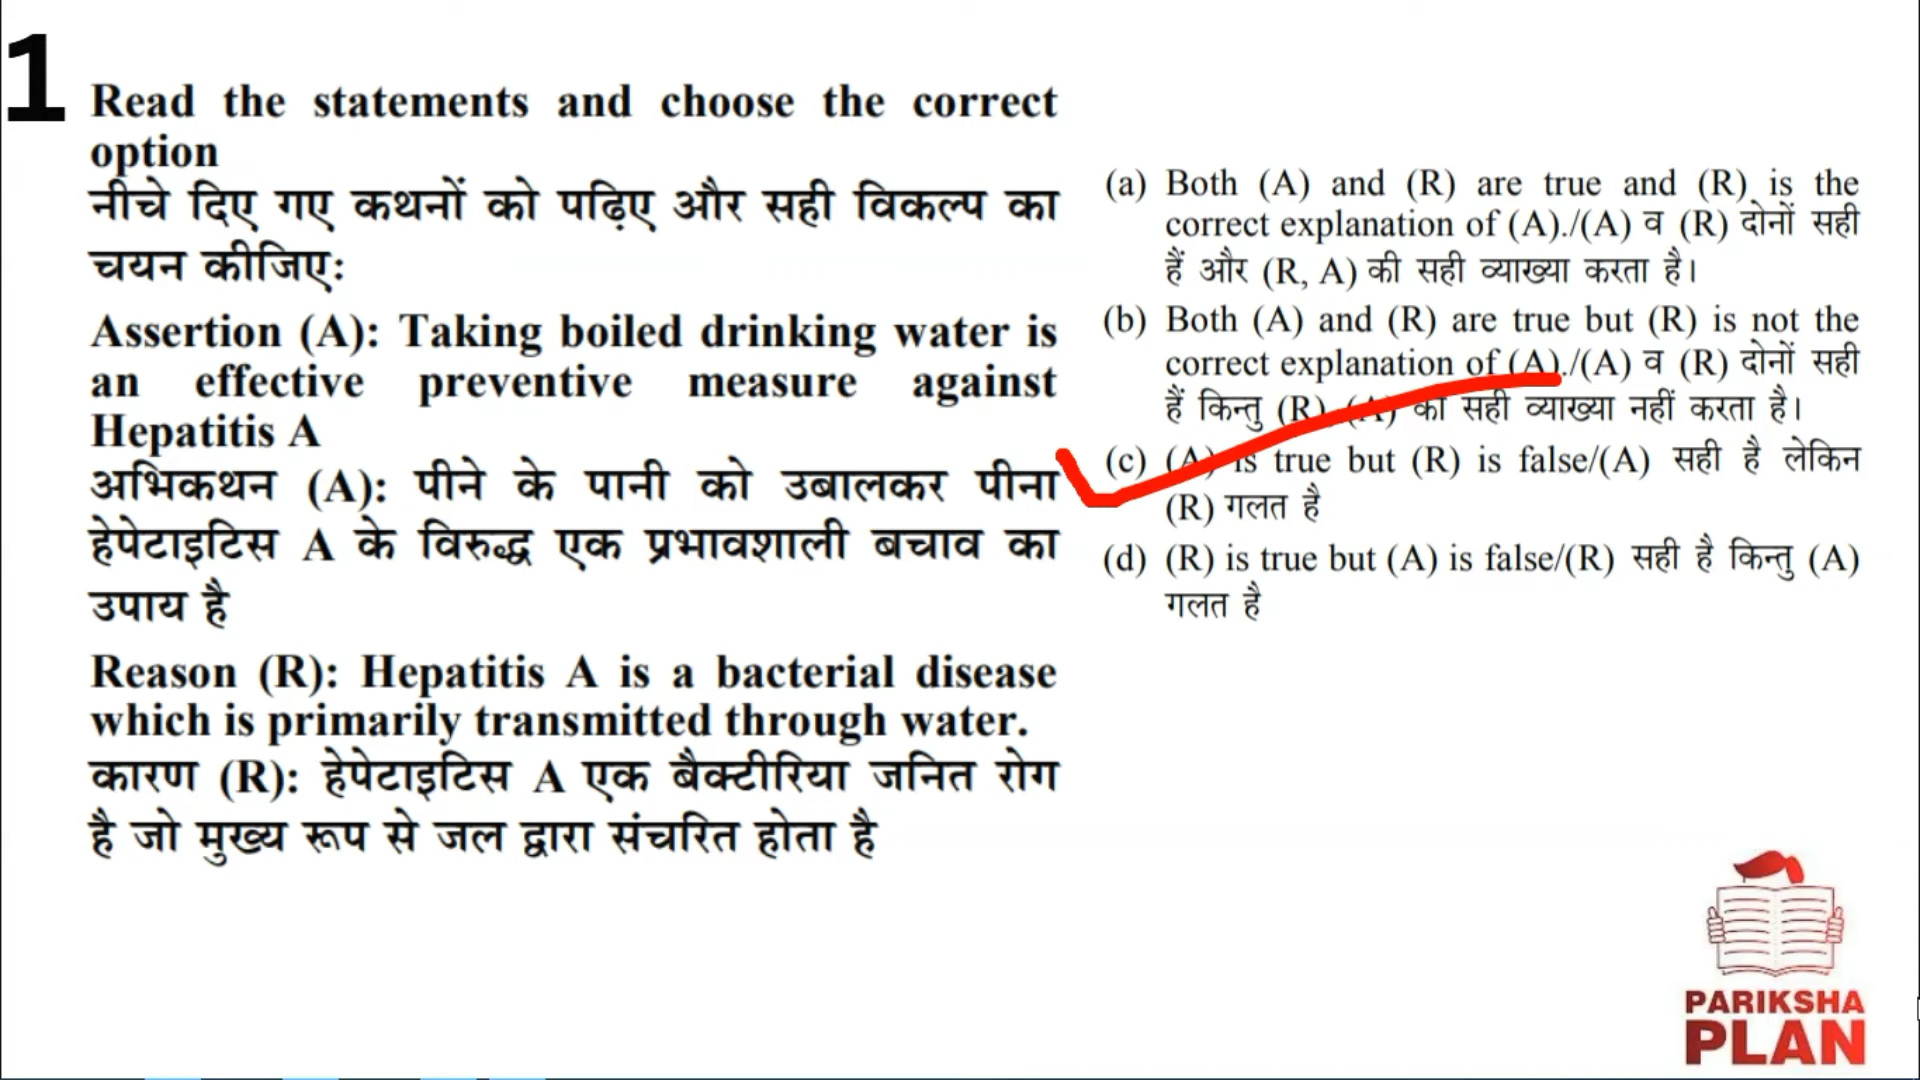 1
Read the statements and choose the correct
option
नीचे दिए गए कथनों को पढ़िए और सही विकल्प का
चयन कीजिएः
Assertion (A): Taking boiled drinking water is
an effective preventive measure against
Hepatitis A
अभिकथन (A): पीने के पानी को उबालकर पीना
हेपेटाइटिस A के विरुद्ध एक प्रभावशाली बचाव का
उपाय है
Reason (R): Hepatitis A is a bacterial disease
which is primarily transmitted through water.
कारण (R): हेपेटाइटिस A एक बैक्टीरिया जनित रोग
है जो मुख्य रूप से जल द्वारा संचरित होता है
(a) Both (A) and (R) are true and (R) is the
correct explanation of (A)./(A) व (R) दोनों सही
हैं और (R, A) की सही व्याख्या करता है।
(b) Both (A) and (R) are true but (R) is not the
correct explanation of (A)./(A) व (R) दोनों सही
हैं किन्तु (R), (A) की सही व्याख्या नहीं करता है।
(c) (A) is true but (R) is false/(A) सही है लेकिन
(R) गलत है
(d) (R) is true but (A) is false/(R) सही है किन्तु (A)
गलत है
PARIKSHA
PLAN